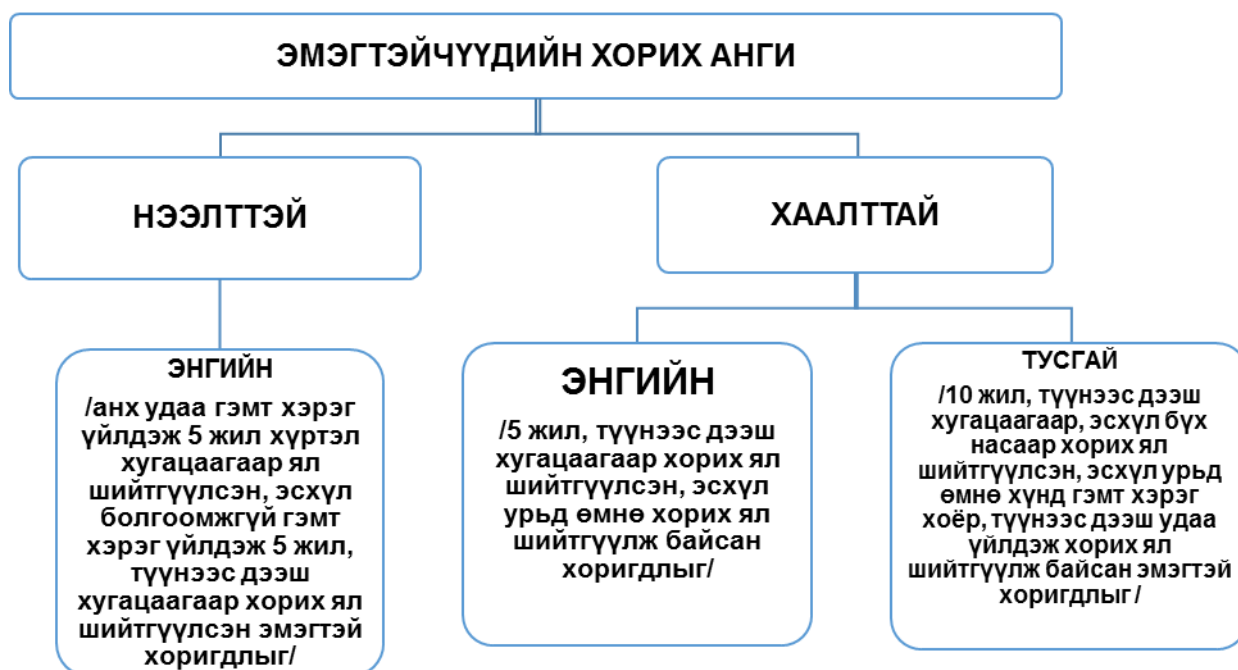 ЭМЭГТЭЙЧҮҮДИЙН ХОРИХ АНГИ
НЭЭЛТТЭЙ
ХААЛТТАЙ
ЭНГИЙН
/анх удаа гэмт хэрэг
үйлдэж 5 жил хүртэл
хугацаагаар ял
шийтгүүлсэн, эсхүл
болгоомжгүй гэмт
хэрэг үйлдэж 5 жил,
түүнээс дээш
хугацаагаар хорих ял
шийтгүүлсэн эмэгтэй
хоригдлыг/
ЭНГИЙН
/5 жил, түүнээс дээш
хугацаагаар хорих ял
шийтгүүлсэн, эсхүл
урьд өмнө хорих ял
шийтгүүлж байсан
хоригдлыг/
ТУСГАЙ
/10 жил, түүнээс дээш
хугацаагаар, эсхүл бүх
насаар хорих ял
шийтгүүлсэн, эсхүл урьд
өмнө хүнд гэмт хэрэг
хоёр, түүнээс дээш удаа
үйлдэж хорих ял
шийтгүүлж байсан эмэгтэй
хоригдлыг /